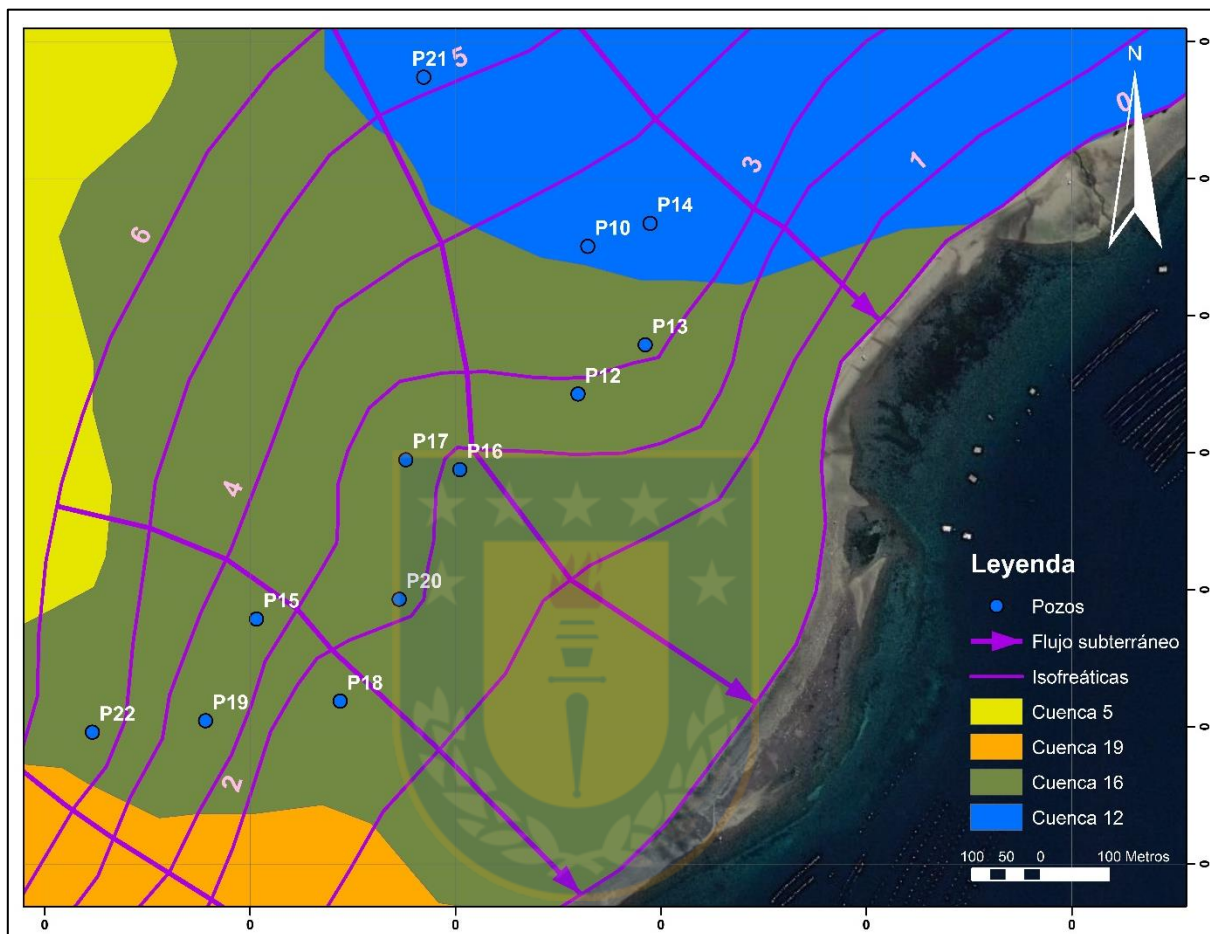 N
P21
5
0
3
1
P14
P10
6
P13
P12
P17
P16
4
P20
P15
P18
P19
P22
2
Leyenda
Pozos
Flujo subterráneo
Isofreáticas
Cuenca 5
Cuenca 19
Cuenca 16
Cuenca 12
100 50 0 100 Metros
0
0
0
0
0
0
0
0 0 0 0 0 0